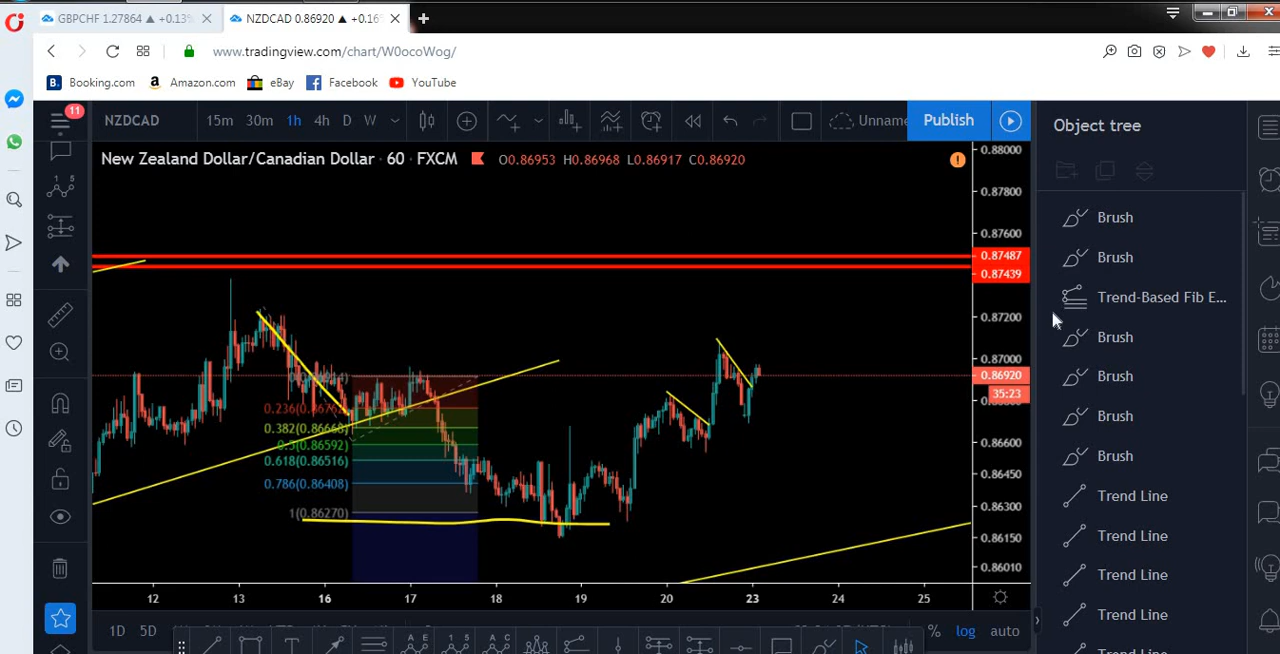 GBPCHF 1.27864 ▲ +0.13%
NZDCAD 0.86920 ▲ +0.16%
www.tradingview.com/chart/W0ocoWog/
Booking.com
Amazon.com
eBay
Facebook
YouTube
11
NZDCAD
15m
30m
1h
4h
D
W
Unname
Publish
Object tree
New Zealand Dollar/Canadian Dollar · 60 · FXCM
O0.86953 H0.86968 L0.86917 C0.86920
0.88000
0.87800
0.87600
0.87487
0.87439
0.87200
0.87000
0.86920
35:23
0.86600
0.86450
0.86300
0.86150
0.86010
0.382(0.86668)
0.5(0.86592)
0.618(0.86516)
0.786(0.86408)
1(0.86270)
Brush
Brush
Trend-Based Fib E...
Brush
Brush
Brush
Brush
Trend Line
Trend Line
Trend Line
Trend Line
12
13
16
17
18
19
20
23
24
25
1D
5D
%
log
auto